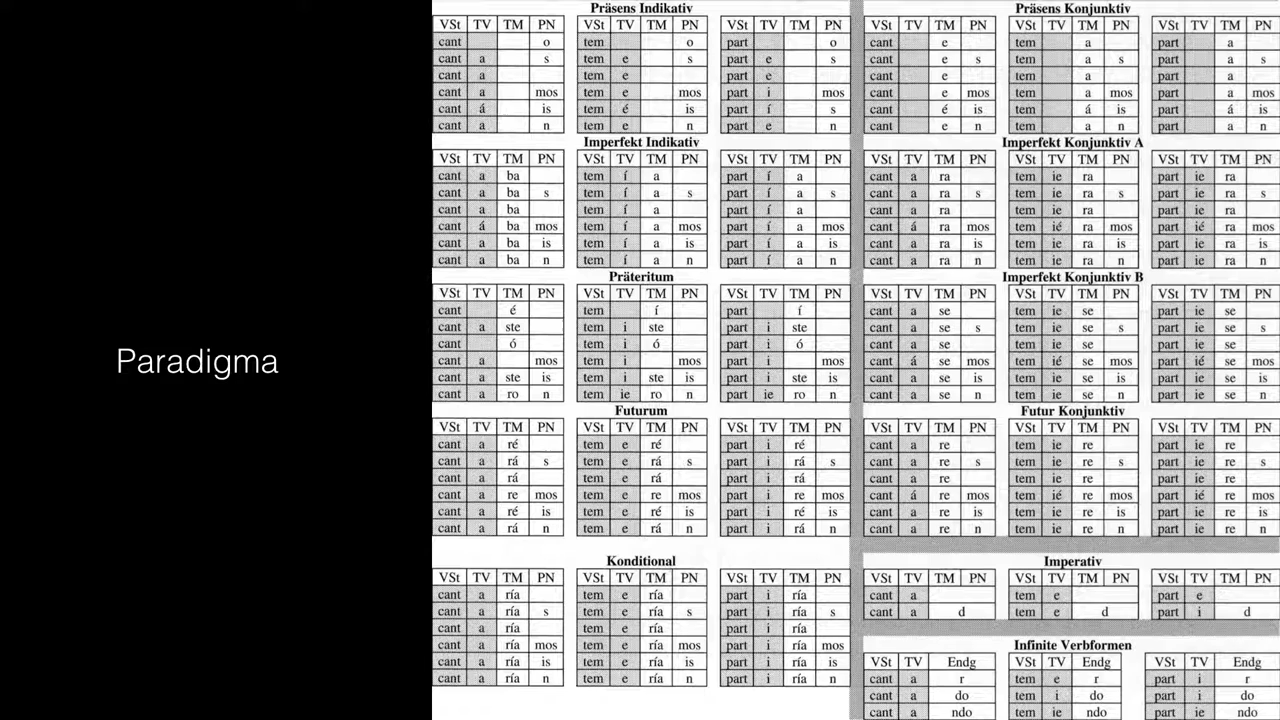 Paradigma
Präsens Indikativ
VSt TV TM PN VSt TV TM PN VSt TV TM PN
cant o tem o part o
cant a s tem e s part e s
cant a tem e part e
cant a mos tem e mos part i mos
cant á is tem é is part í s
cant a n tem e n part e n
Imperfekt Indikativ
VSt TV TM PN VSt TV TM PN VSt TV TM PN
cant a ba tem í a part í a
cant a ba s tem í a s part í a s
cant a ba tem í a part í a
cant á ba mos tem í a mos part í a mos
cant a ba is tem í a is part í a is
cant a ba n tem í a n part í a n
Präteritum
VSt TV TM PN VSt TV TM PN VSt TV TM PN
cant é tem í part í
cant a ste tem i ste part i ste
cant ó tem i ó part i ó
cant a mos tem i mos part i mos
cant a ste is tem i ste is part i ste is
cant a ro n tem ie ro n part ie ro n
Futurum
VSt TV TM PN VSt TV TM PN VSt TV TM PN
cant a ré tem e ré part i ré
cant a rá s tem e rá s part i rá s
cant a rá tem e rá part i rá
cant a re mos tem e re mos part i re mos
cant a ré is tem e ré is part i ré is
cant a rá n tem e rá n part i rá n
Konditional
VSt TV TM PN VSt TV TM PN VSt TV TM PN
cant a ría tem e ría part i ría
cant a ría s tem e ría s part i ría s
cant a ría tem e ría part i ría
cant a ría mos tem e ría mos part i ría mos
cant a ría is tem e ría is part i ría is
cant a ría n tem e ría n part i ría n
Präsens Konjunktiv
VSt TV TM PN VSt TV TM PN VSt TV TM PN
cant e tem a part a
cant e s tem a s part a s
cant e tem a part a
cant e mos tem a mos part a mos
cant é is tem á is part á is
cant e n tem a n part a n
Imperfekt Konjunktiv A
VSt TV TM PN VSt TV TM PN VSt TV TM PN
cant a ra tem ie ra part ie ra
cant a ra s tem ie ra s part ie ra s
cant a ra tem ie ra part ie ra
cant á ra mos tem ié ra mos part ié ra mos
cant a ra is tem ie ra is part ie ra is
cant a ra n tem ie ra n part ie ra n
Imperfekt Konjunktiv B
VSt TV TM PN VSt TV TM PN VSt TV TM PN
cant a se tem ie se part ie se
cant a se s tem ie se s part ie se s
cant a se tem ie se part ie se
cant á se mos tem ié se mos part ié se mos
cant a se is tem ie se is part ie se is
cant a se n tem ie se n part ie se n
Futur Konjunktiv
VSt TV TM PN VSt TV TM PN VSt TV TM PN
cant a re tem ie re part ie re
cant a re s tem ie re s part ie re s
cant a re tem ie re part ie re
cant á re mos tem ié re mos part ié re mos
cant a re is tem ie re is part ie re is
cant a re n tem ie re n part ie re n
Imperativ
VSt TV TM PN VSt TV TM PN VSt TV TM PN
cant a tem e part e
cant a d tem e d part i d
Infinite Verbformen
VSt TV Endg VSt TV Endg VSt TV Endg
cant a r tem e r part i r
cant a do tem i do part i do
cant a ndo tem ie ndo part ie ndo